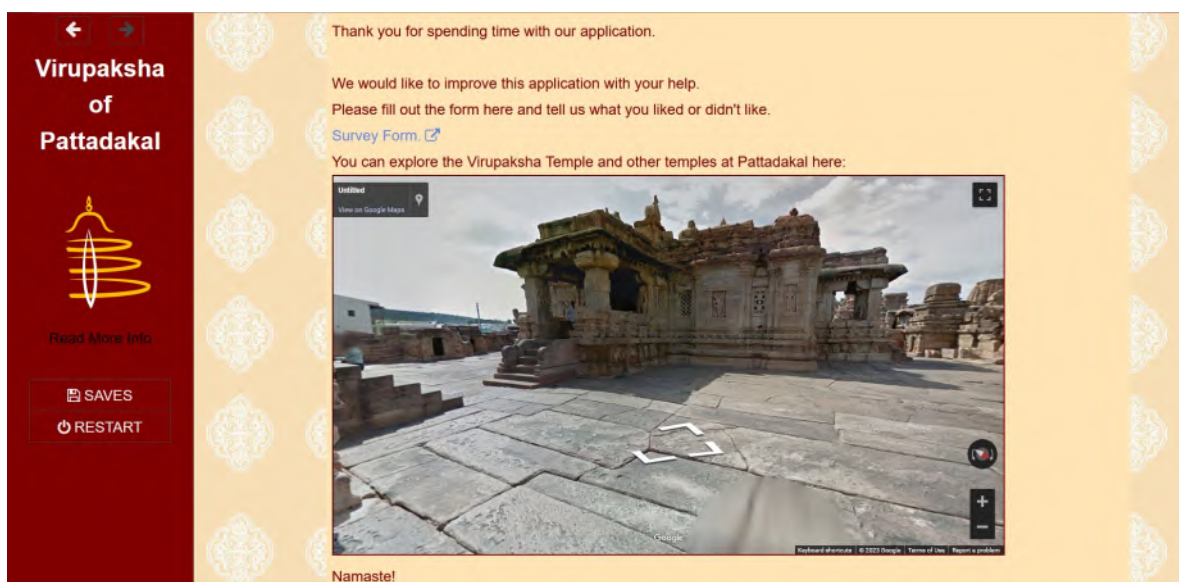 Virupaksha
of
Pattadakal
Read More Info
SAVES
RESTART
Thank you for spending time with our application.
We would like to improve this application with your help.
Please fill out the form here and tell us what you liked or didn't like.
Survey Form.
You can explore the Virupaksha Temple and other temples at Pattadakal here:
Untitled
View on Google Maps
Google
Keyboard shortcuts © 2023 Google Terms of Use Report a problem
Namaste!